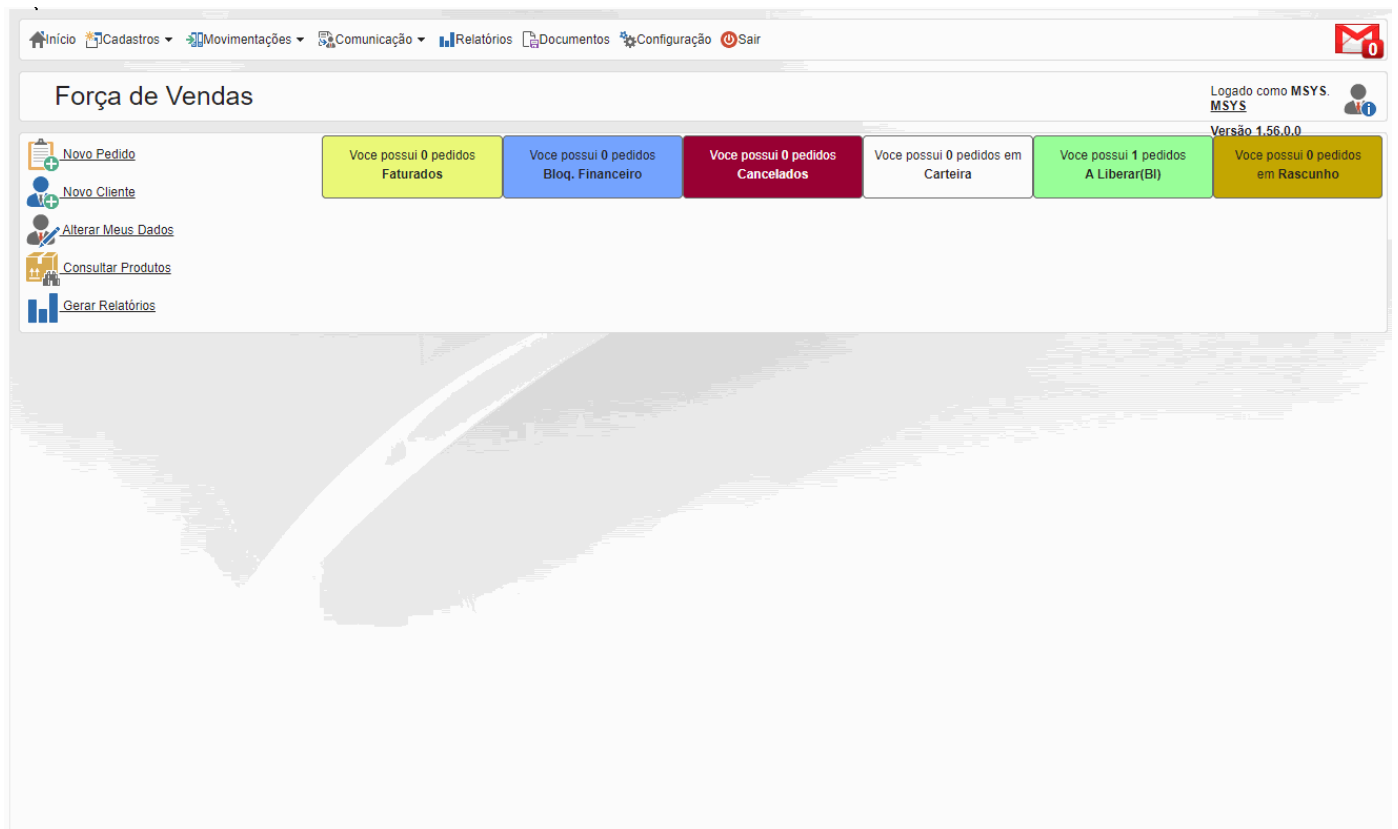 Início Cadastros Movimentações Comunicação Relatórios Documentos Configuração Sair
0
Força de Vendas
Logado como MSYS.
MSYS
Versão 1.56.0.0
Novo Pedido
Novo Cliente
Alterar Meus Dados
Consultar Produtos
Gerar Relatórios
Voce possui 0 pedidos
Faturados
Voce possui 0 pedidos
Bloq. Financeiro
Voce possui 0 pedidos
Cancelados
Voce possui 0 pedidos em
Carteira
Voce possui 1 pedidos
A Liberar(BI)
Voce possui 0 pedidos
em Rascunho